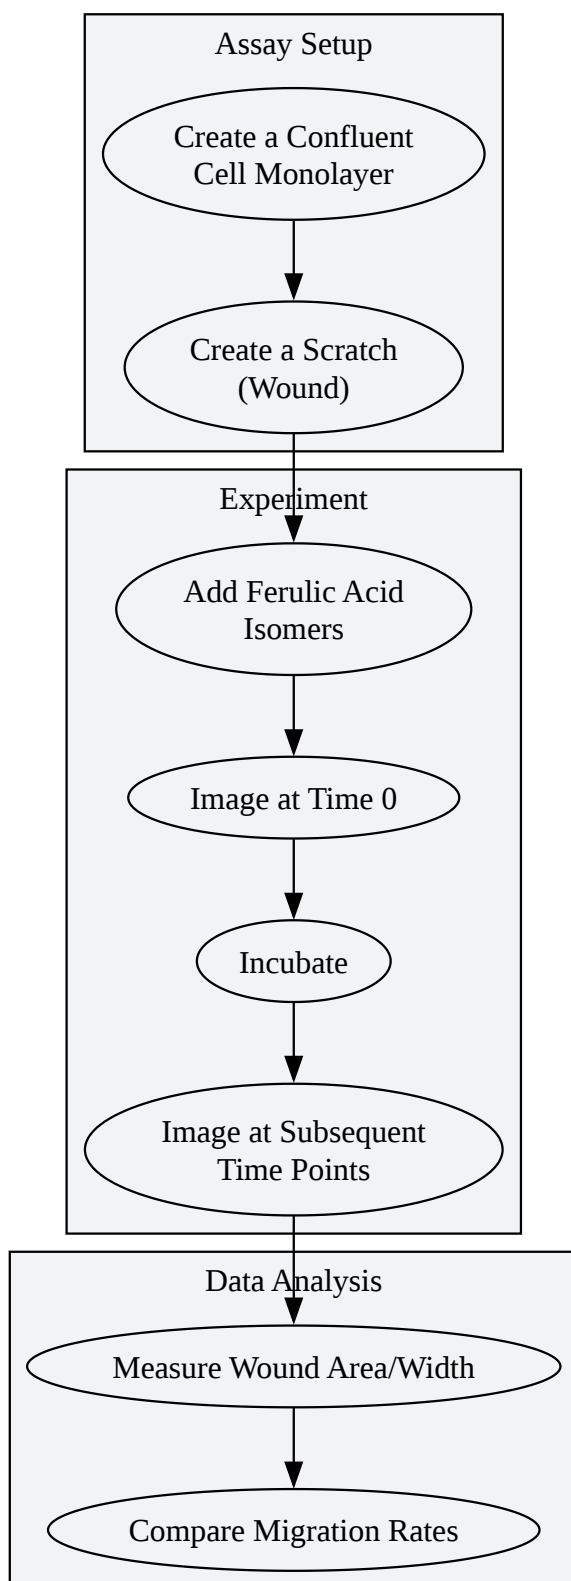 Assay Setup
Create a Confluent
Cell Monolayer
Create a Scratch
(Wound)
Experiment
Add Ferulic Acid
Isomers
Image at Time 0
Incubate
Image at Subsequent
Time Points
Data Analysis
Measure Wound Area/Width
Compare Migration Rates